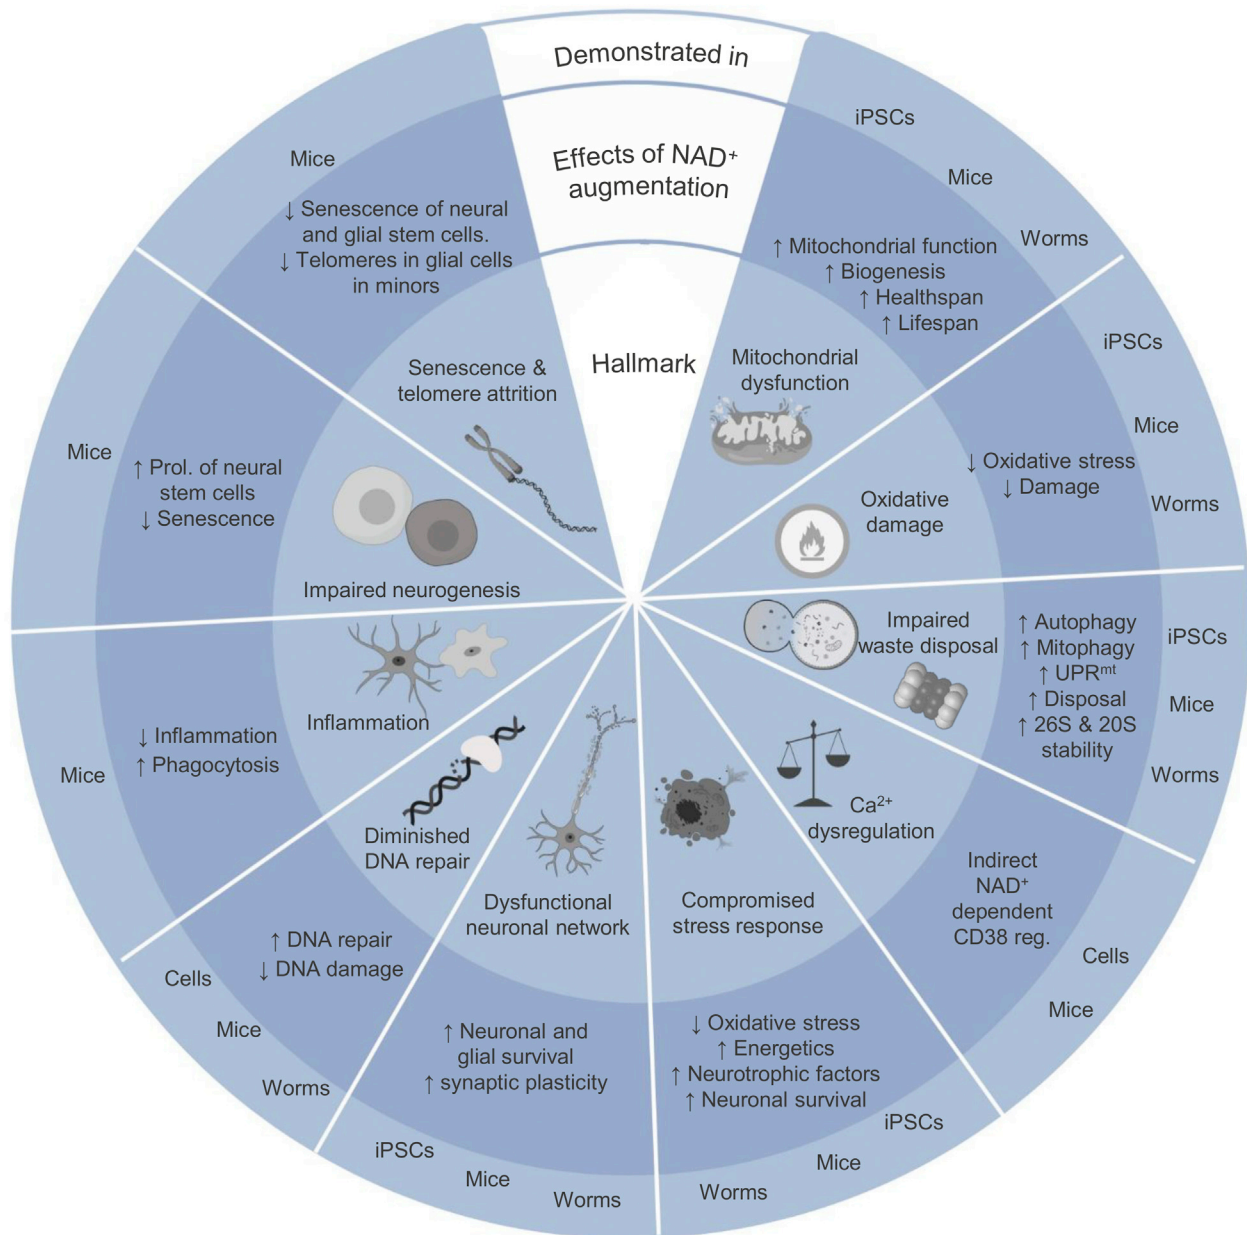 Demonstrated in
Effects of NAD⁺
augmentation
Hallmark
iPSCs
Mice
Worms
↑ Mitochondrial function
↑ Biogenesis
↑ Healthspan
↑ Lifespan
Mitochondrial
dysfunction
iPSCs
Mice
Worms
↓ Oxidative stress
↓ Damage
Oxidative
damage
iPSCs
Mice
Worms
↑ Autophagy
↑ Mitophagy
↑ UPRᵐᵗ
↑ Disposal
↑ 26S & 20S
stability
Impaired
waste disposal
Cells
Mice
Indirect
NAD⁺
dependent
CD38 reg.
Ca²⁺
dysregulation
iPSCs
Mice
Worms
↓ Oxidative stress
↑ Energetics
↑ Neurotrophic factors
↑ Neuronal survival
Compromised
stress response
iPSCs
Mice
Worms
↑ Neuronal and
glial survival
↑ synaptic plasticity
Dysfunctional
neuronal network
Cells
Mice
Worms
↑ DNA repair
↓ DNA damage
Diminished
DNA repair
Mice
↓ Inflammation
↑ Phagocytosis
Inflammation
Mice
↑ Prol. of neural
stem cells
↓ Senescence
Impaired neurogenesis
Mice
↓ Senescence of neural
and glial stem cells.
↓ Telomeres in glial cells
in minors
Senescence &
telomere attrition